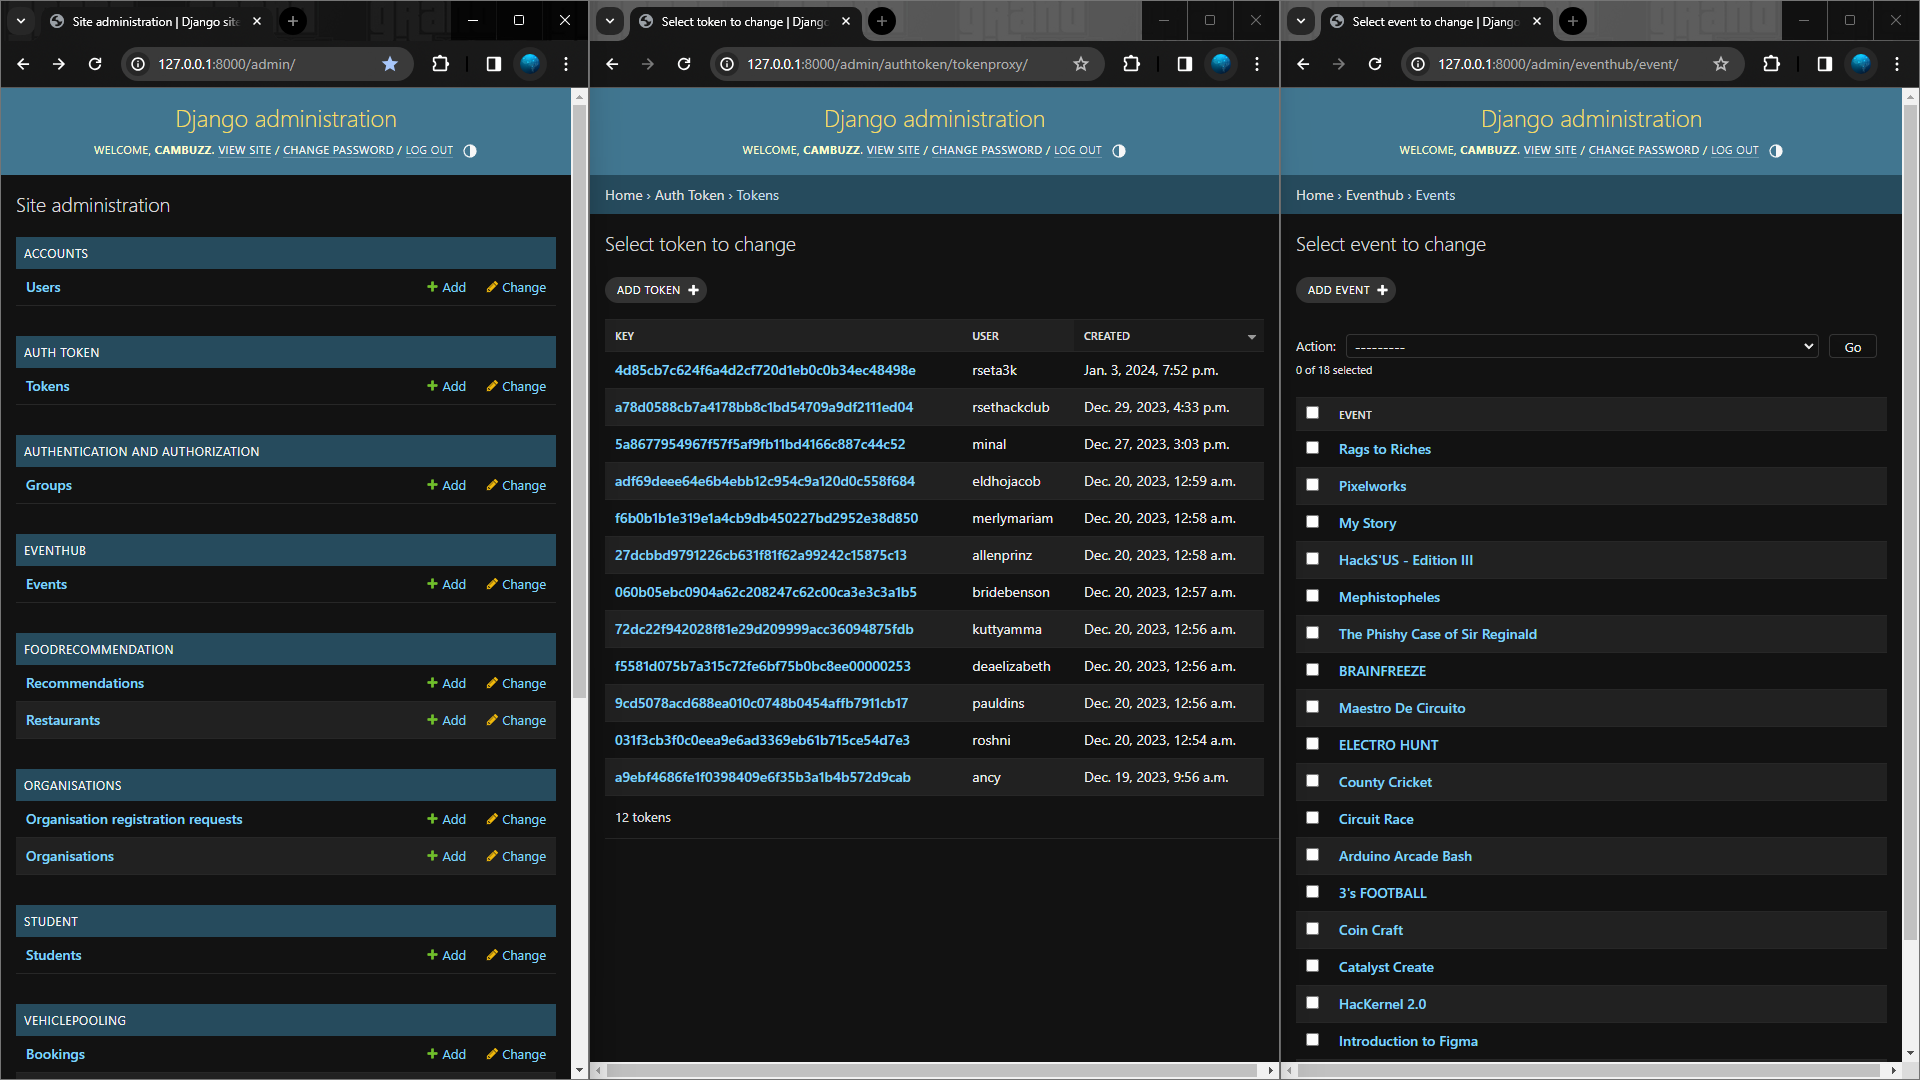 Site administration | Django site
127.0.0.1:8000/admin/
Django administration
WELCOME, CAMBUZZ. VIEW SITE / CHANGE PASSWORD / LOG OUT
Site administration
ACCOUNTS
Users Add Change
AUTH TOKEN
Tokens Add Change
AUTHENTICATION AND AUTHORIZATION
Groups Add Change
EVENTHUB
Events Add Change
FOODRECOMMENDATION
Recommendations Add Change
Restaurants Add Change
ORGANISATIONS
Organisation registration requests Add Change
Organisations Add Change
STUDENT
Students Add Change
VEHICLEPOOLING
Bookings Add Change
Select token to change | Django
127.0.0.1:8000/admin/authtoken/tokenproxy/
Django administration
WELCOME, CAMBUZZ. VIEW SITE / CHANGE PASSWORD / LOG OUT
Home › Auth Token › Tokens
Select token to change
ADD TOKEN
KEY USER CREATED
4d85cb7c624f6a4d2cf720d1eb0c0b34ec48498e rseta3k Jan. 3, 2024, 7:52 p.m.
a78d0588cb7a4178bb8c1bd54709a9df2111ed04 rsethackclub Dec. 29, 2023, 4:33 p.m.
5a8677954967f57f5af9fb11bd4166c887c44c52 minal Dec. 27, 2023, 3:03 p.m.
adf69deee64e6b4ebb12c954c9a120d0c558f684 eldhojacob Dec. 20, 2023, 12:59 a.m.
f6b0b1b1e319e1a4cb9db450227bd2952e38d850 merlymariam Dec. 20, 2023, 12:58 a.m.
27dcbbd9791226cb631f81f62a99242c15875c13 allenprinz Dec. 20, 2023, 12:58 a.m.
060b05ebc0904a62c208247c62c00ca3e3c3a1b5 bridebenson Dec. 20, 2023, 12:57 a.m.
72dc22f942028f81e29d209999acc36094875fdb kuttyamma Dec. 20, 2023, 12:56 a.m.
f5581d075b7a315c72fe6bf75b0bc8ee00000253 deaelizabeth Dec. 20, 2023, 12:56 a.m.
9cd5078acd688ea010c0748b0454affb7911cb17 pauldins Dec. 20, 2023, 12:56 a.m.
031f3cb3f0c0eea9e6ad3369eb61b715ce54d7e3 roshni Dec. 20, 2023, 12:54 a.m.
a9ebf4686fe1f0398409e6f35b3a1b4b572d9cab ancy Dec. 19, 2023, 9:56 a.m.
12 tokens
Select event to change | Django
127.0.0.1:8000/admin/eventhub/event/
Django administration
WELCOME, CAMBUZZ. VIEW SITE / CHANGE PASSWORD / LOG OUT
Home › Eventhub › Events
Select event to change
ADD EVENT
Action: --------- Go
0 of 18 selected
EVENT
Rags to Riches
Pixelworks
My Story
HackS'US - Edition III
Mephistopheles
The Phishy Case of Sir Reginald
BRAINFREEZE
Maestro De Circuito
ELECTRO HUNT
County Cricket
Circuit Race
Arduino Arcade Bash
3's FOOTBALL
Coin Craft
Catalyst Create
HacKernel 2.0
Introduction to Figma